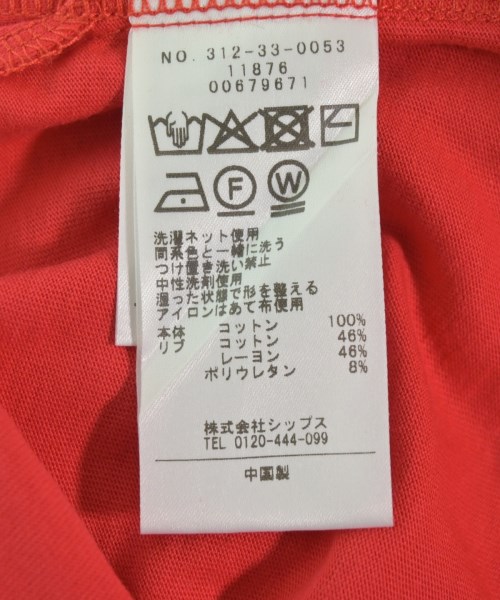 NO. 312-33-0053
11876
00679671
F W
洗濯ネット使用
同系色と一緒に洗う
つけ置き洗い禁止
中性洗剤使用
湿った状態で形を整える
アイロンはあて布使用
本体 コットン 100%
リブ コットン 46%
レーヨン 46%
ポリウレタン 8%
株式会社シップス
TEL 0120-444-099
中国製